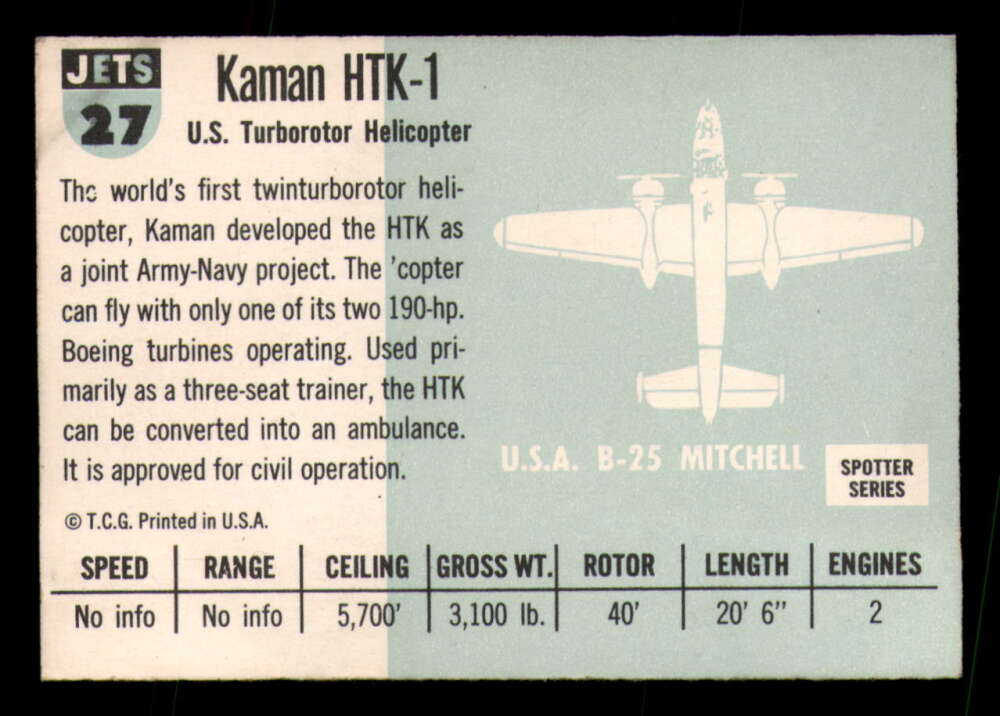 JETS
27
Kaman HTK-1
U.S. Turborotor Helicopter
The world's first twinturborotor heli-
copter, Kaman developed the HTK as
a joint Army-Navy project. The 'copter
can fly with only one of its two 190-hp.
Boeing turbines operating. Used pri-
marily as a three-seat trainer, the HTK
can be converted into an ambulance.
It is approved for civil operation.
© T.C.G. Printed in U.S.A.
U.S.A. B-25 MITCHELL
SPOTTER
SERIES
SPEED RANGE CEILING GROSS WT. ROTOR LENGTH ENGINES
No info No info 5,700' 3,100 lb. 40' 20' 6" 2